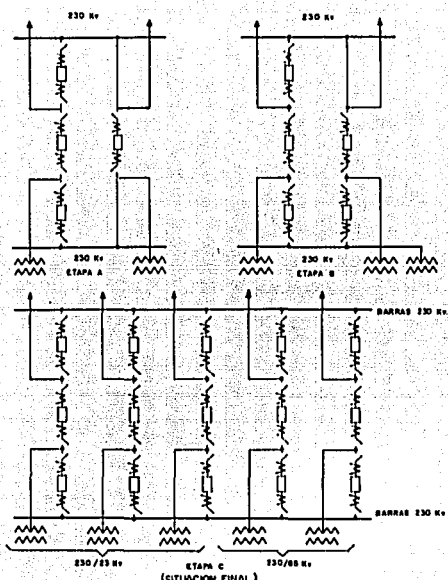 230 Kv
230 Kv
230 Kv
ETAPA A
230 Kv
ETAPA B
BARRAS 230 Kv.
BARRAS 230 Kv.
230/23 Kv
230/85 Kv
ETAPA C
(SITUACION FINAL)